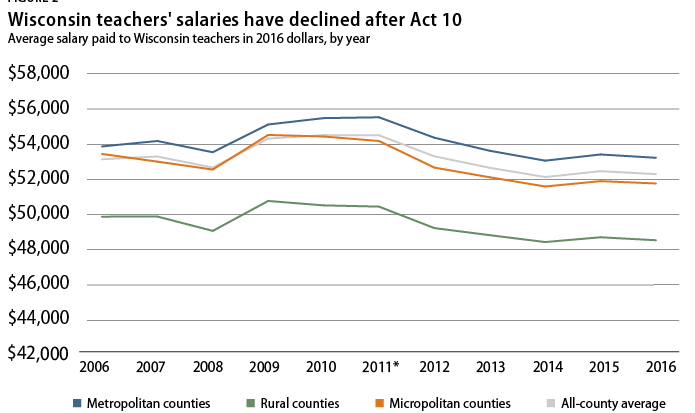 Wisconsin teachers' salaries have declined after Act 10
Average salary paid to Wisconsin teachers in 2016 dollars, by year
$58,000
$56,000
$54,000
$52,000
$50,000
$48,000
$46,000
$44,000
$42,000
2006 2007 2008 2009 2010 2011* 2012 2013 2014 2015 2016
Metropolitan counties Rural counties Micropolitan counties All-county average